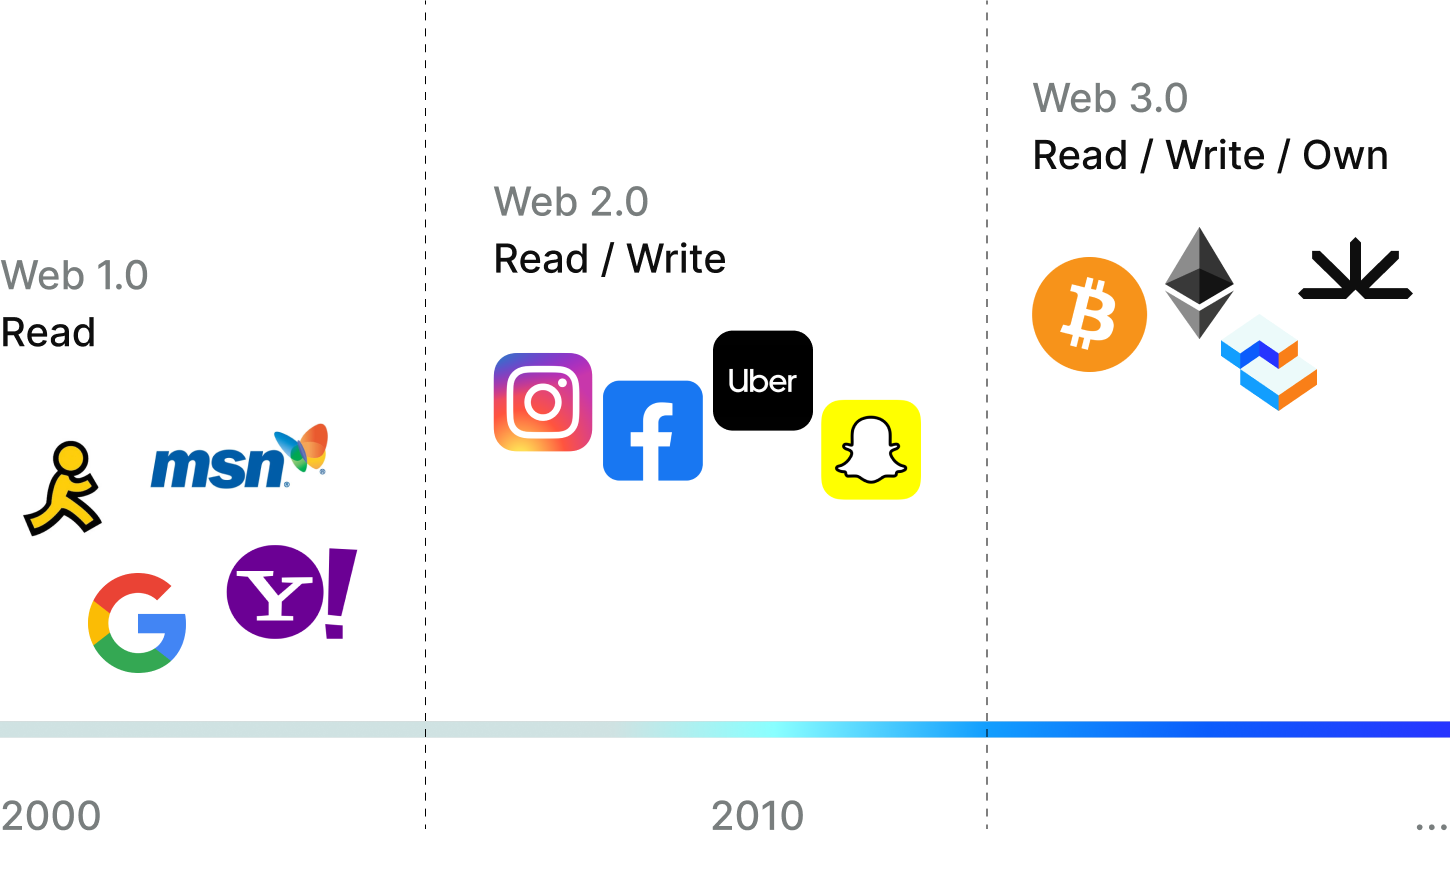 Web 1.0
Read
msn
Y!
Web 2.0
Read / Write
Uber
Web 3.0
Read / Write / Own
2000
2010
...